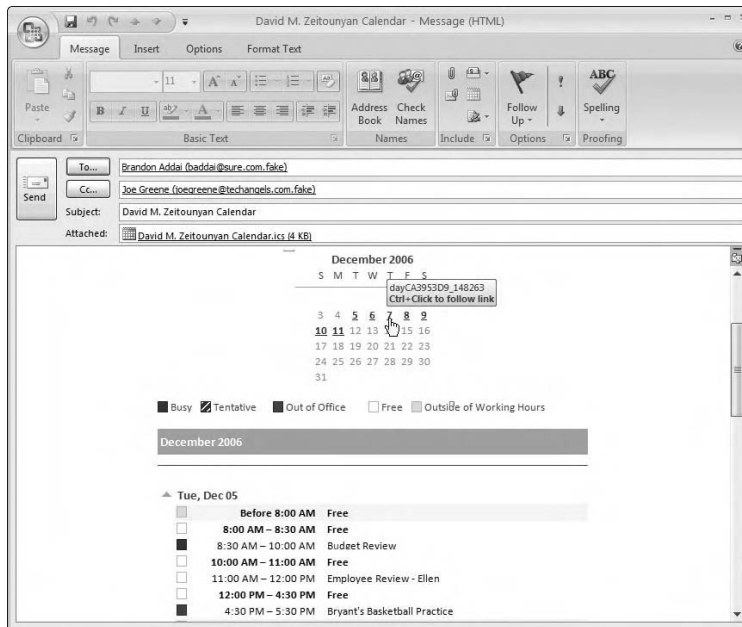 David M. Zeitounyan Calendar - Message (HTML)
Message Insert Options Format Text
Paste
11
A A
B I U ab A
Address Book
Check Names
Follow Up
ABC
Spelling
Clipboard Basic Text Names Include Options Proofing
Send
To... Brandon Addai (baddai@sure.com.fake)
Cc... Joe Greene (joegreene@techangels.com.fake)
Subject: David M. Zeitounyan Calendar
Attached: David M. Zeitounyan Calendar.ics (4 KB)
December 2006
S M T W T F S
dayCA3953D9_148263
Ctrl+Click to follow link
3 4 5 6 7 8 9
10 11 12 13 15 16
17 18 19 20 21 22 23
24 25 26 27 28 29 30
31
Busy Tentative Out of Office Free Outside of Working Hours
December 2006
Tue, Dec 05
Before 8:00 AM Free
8:00 AM – 8:30 AM Free
8:30 AM – 10:00 AM Budget Review
10:00 AM – 11:00 AM Free
11:00 AM – 12:00 PM Employee Review - Ellen
12:00 PM – 4:30 PM Free
4:30 PM – 5:30 PM Bryant's Basketball Practice